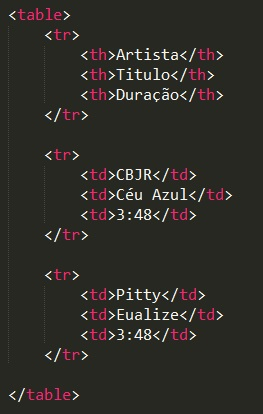 <table>
<tr>
<th>Artista</th>
<th>Titulo</th>
<th>Duração</th>
</tr>
<tr>
<td>CBJR</td>
<td>Céu Azul</td>
<td>3:48</td>
</tr>
<tr>
<td>Pitty</td>
<td>Eualize</td>
<td>3:48</td>
</tr>
</table>